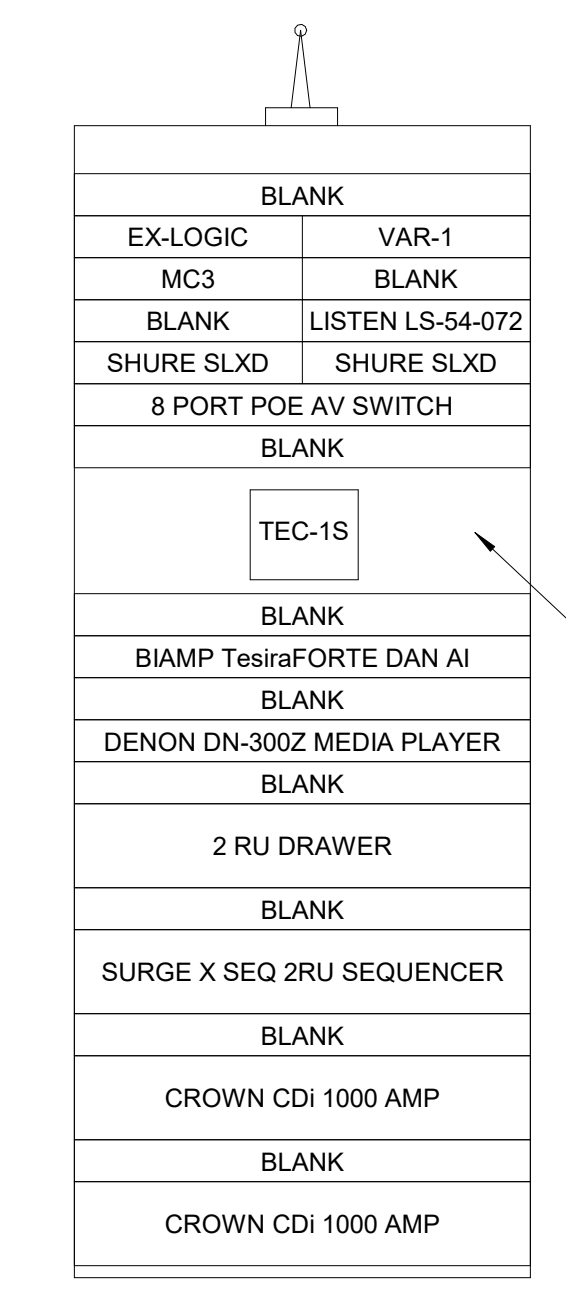 BLANK
EX-LOGIC VAR-1
MC3 BLANK
BLANK LISTEN LS-54-072
SHURE SLXD SHURE SLXD
8 PORT POE AV SWITCH
BLANK
TEC-1S
BLANK
BIAMP TesiraFORTE DAN AI
BLANK
DENON DN-300Z MEDIA PLAYER
BLANK
2 RU DRAWER
BLANK
SURGE X SEQ 2RU SEQUENCER
BLANK
CROWN CDi 1000 AMP
BLANK
CROWN CDi 1000 AMP